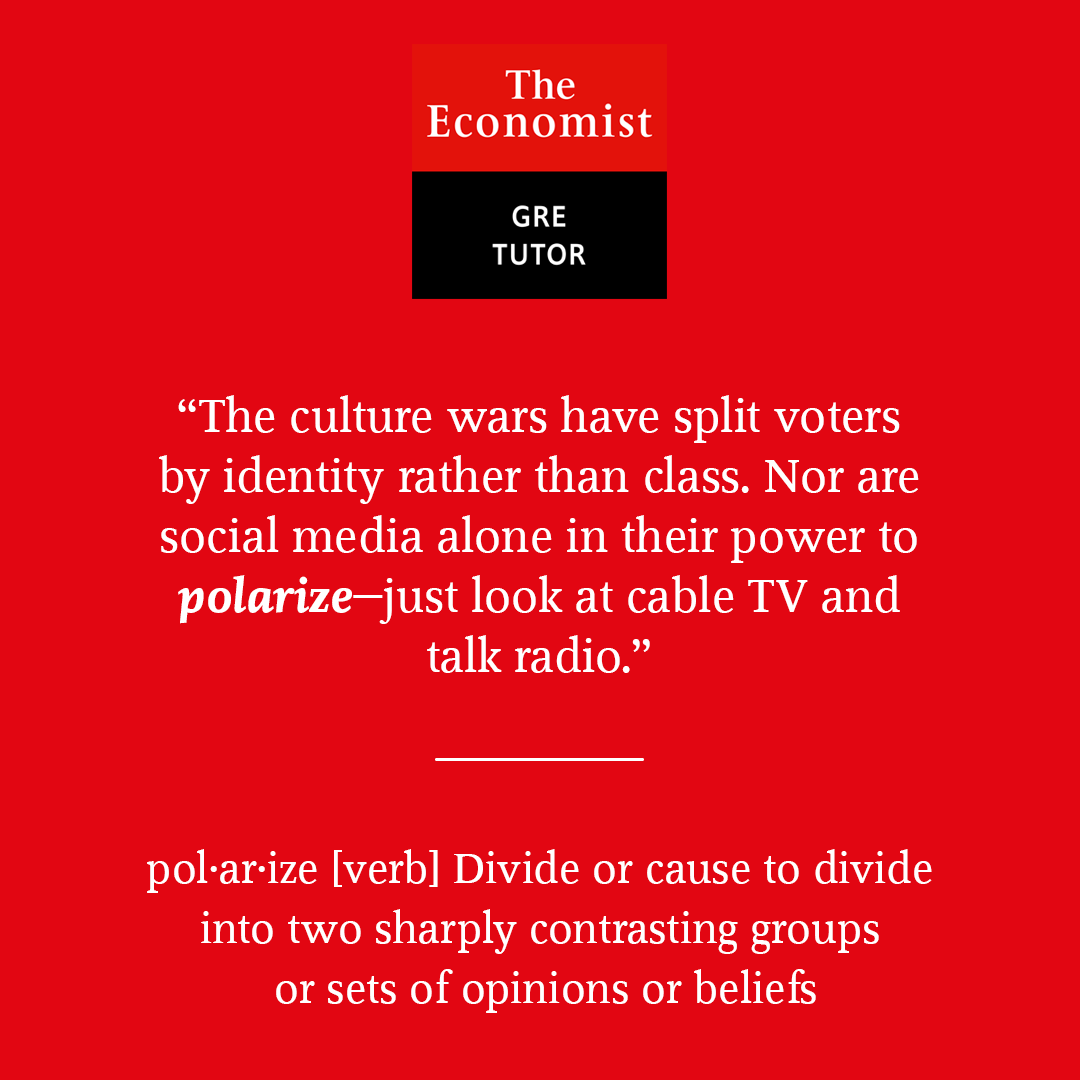 The
Economist
GRE
TUTOR
“The culture wars have split voters
by identity rather than class. Nor are
social media alone in their power to
polarize—just look at cable TV and
talk radio.”
pol·ar·ize [verb] Divide or cause to divide
into two sharply contrasting groups
or sets of opinions or beliefs